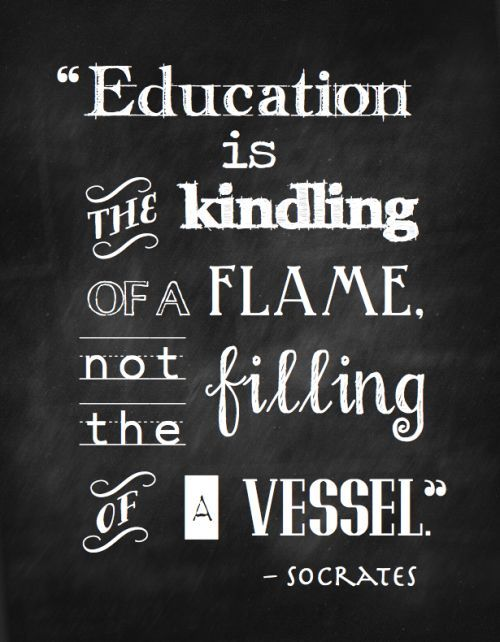 “Education
is
THE kindling
OF A FLAME,
not
the filling
OF A VESSEL.”
– SOCRATES